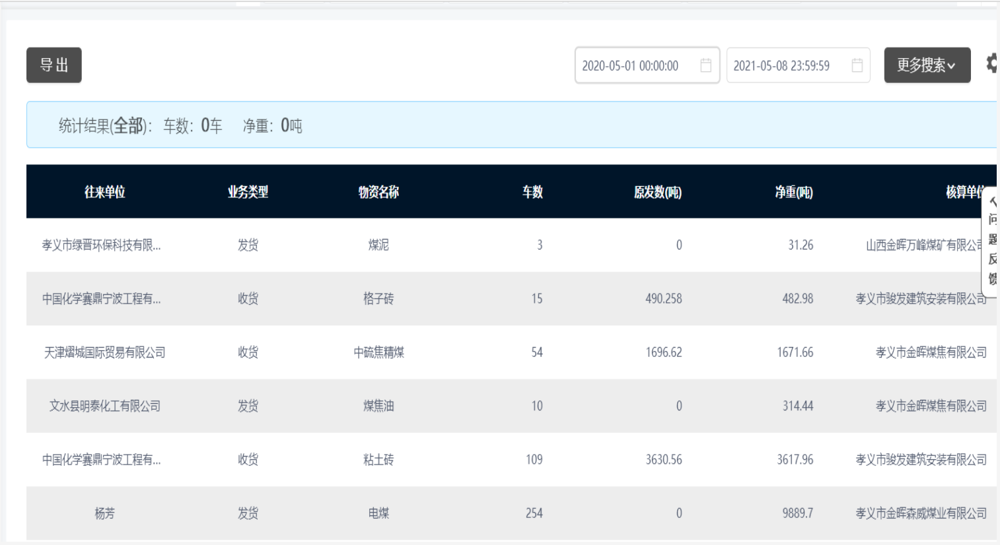 导出
2020-05-01 00:00:00 2021-05-08 23:59:59 更多搜索
统计结果(全部)： 车数：0车 净重：0吨
往来单位 业务类型 物资名称 车数 原发数(吨) 净重(吨) 核算单位
孝义市绿晋环保科技有限... 发货 煤泥 3 0 31.26 山西金晖万峰煤矿有限公司
中国化学赛鼎宁波工程有... 收货 格子砖 15 490.258 482.98 孝义市骏发建筑安装有限公司
天津熠城国际贸易有限公司 收货 中硫焦精煤 54 1696.62 1671.66 孝义市金晖煤焦有限公司
文水县明泰化工有限公司 发货 煤焦油 10 0 314.44 孝义市金晖煤焦有限公司
中国化学赛鼎宁波工程有... 收货 粘土砖 109 3630.56 3617.96 孝义市骏发建筑安装有限公司
杨芳 发货 电煤 254 0 9889.7 孝义市金晖森威煤业有限公司
问
题
反
馈